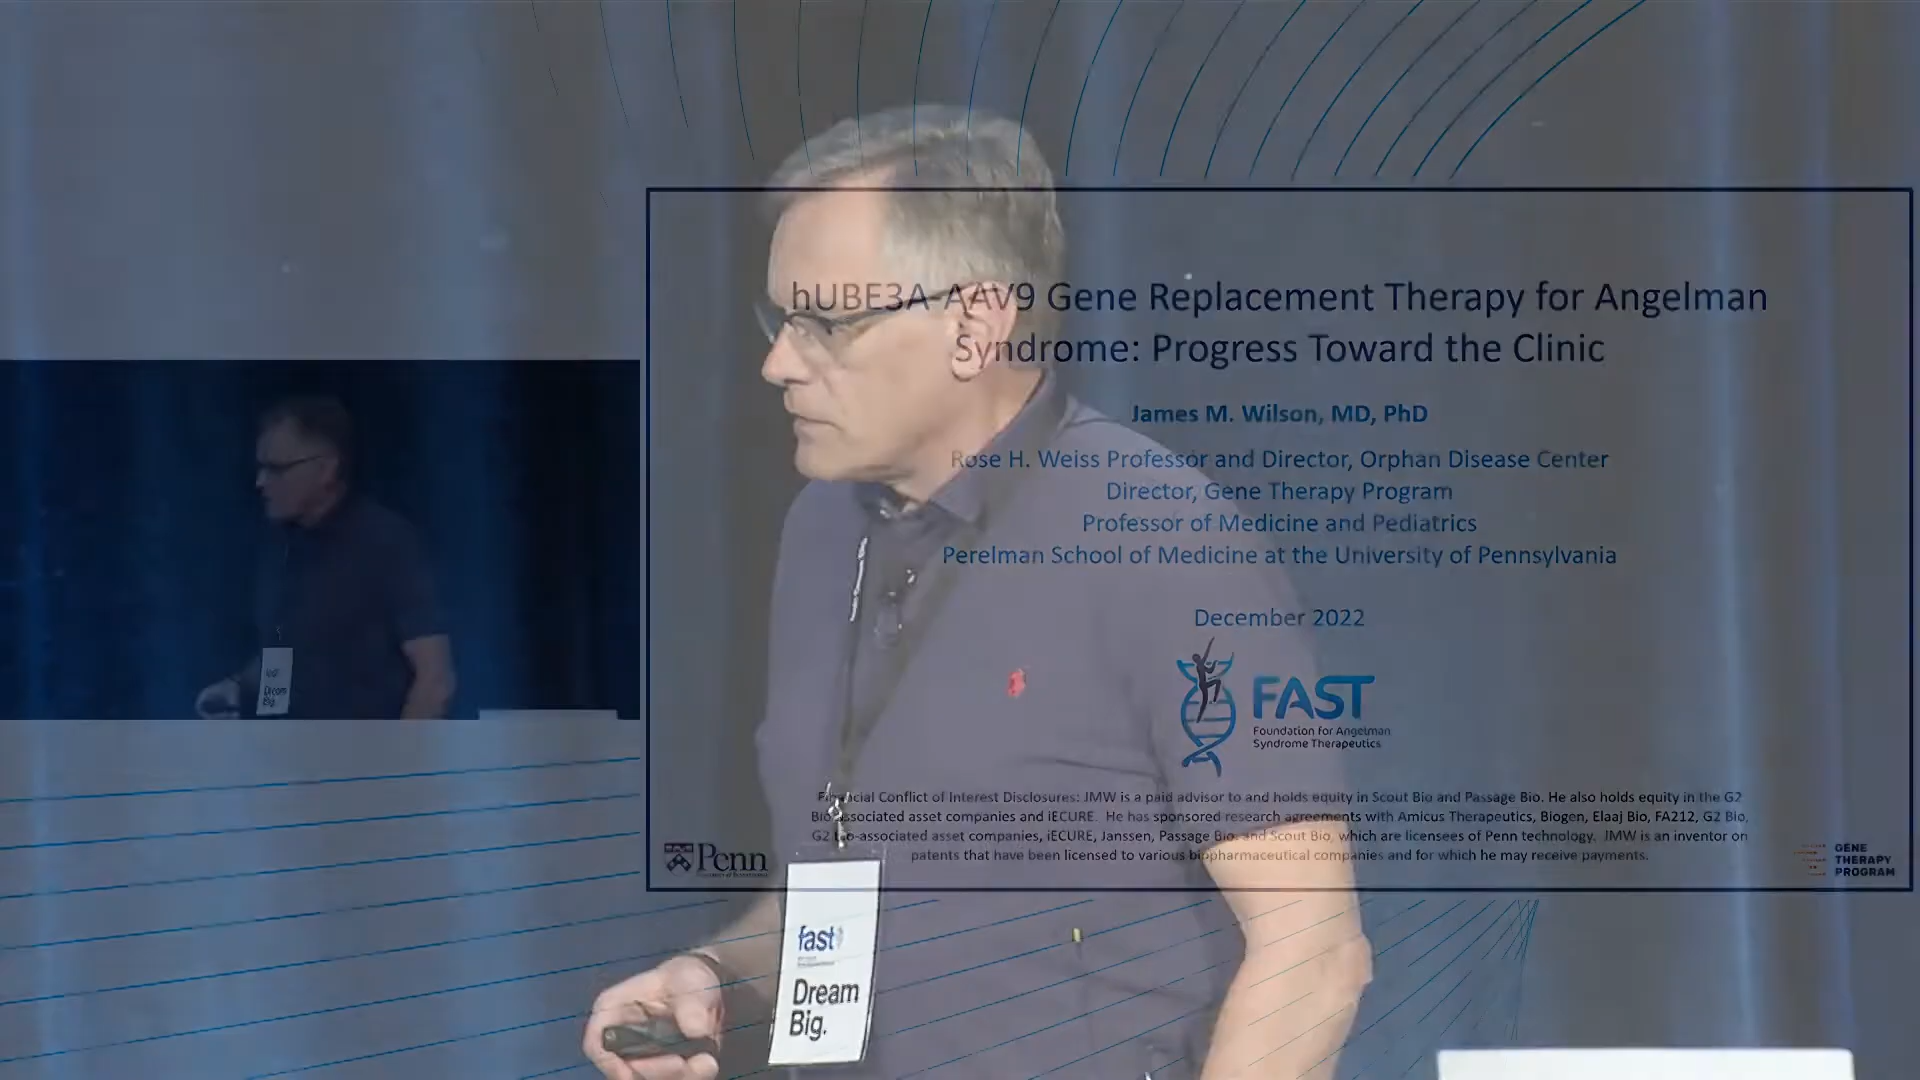 hUBE3A-AAV9 Gene Replacement Therapy for Angelman
Syndrome: Progress Toward the Clinic
James M. Wilson, MD, PhD
Rose H. Weiss Professor and Director, Orphan Disease Center
Director, Gene Therapy Program
Professor of Medicine and Pediatrics
Perelman School of Medicine at the University of Pennsylvania
December 2022
FAST
Foundation for Angelman
Syndrome Therapeutics
Financial Conflict of Interest Disclosures: JMW is a paid advisor to and holds equity in Scout Bio and Passage Bio. He also holds equity in the G2
Bio-associated asset companies and iECURE. He has sponsored research agreements with Amicus Therapeutics, Biogen, Elaaj Bio, FA212, G2 Bio,
G2 Bio-associated asset companies, iECURE, Janssen, Passage Bio, and Scout Bio, which are licensees of Penn technology. JMW is an inventor on
patents that have been licensed to various biopharmaceutical companies and for which he may receive payments.
Penn
GENE
THERAPY
PROGRAM
fast
Dream
Big.
Dream
Big.